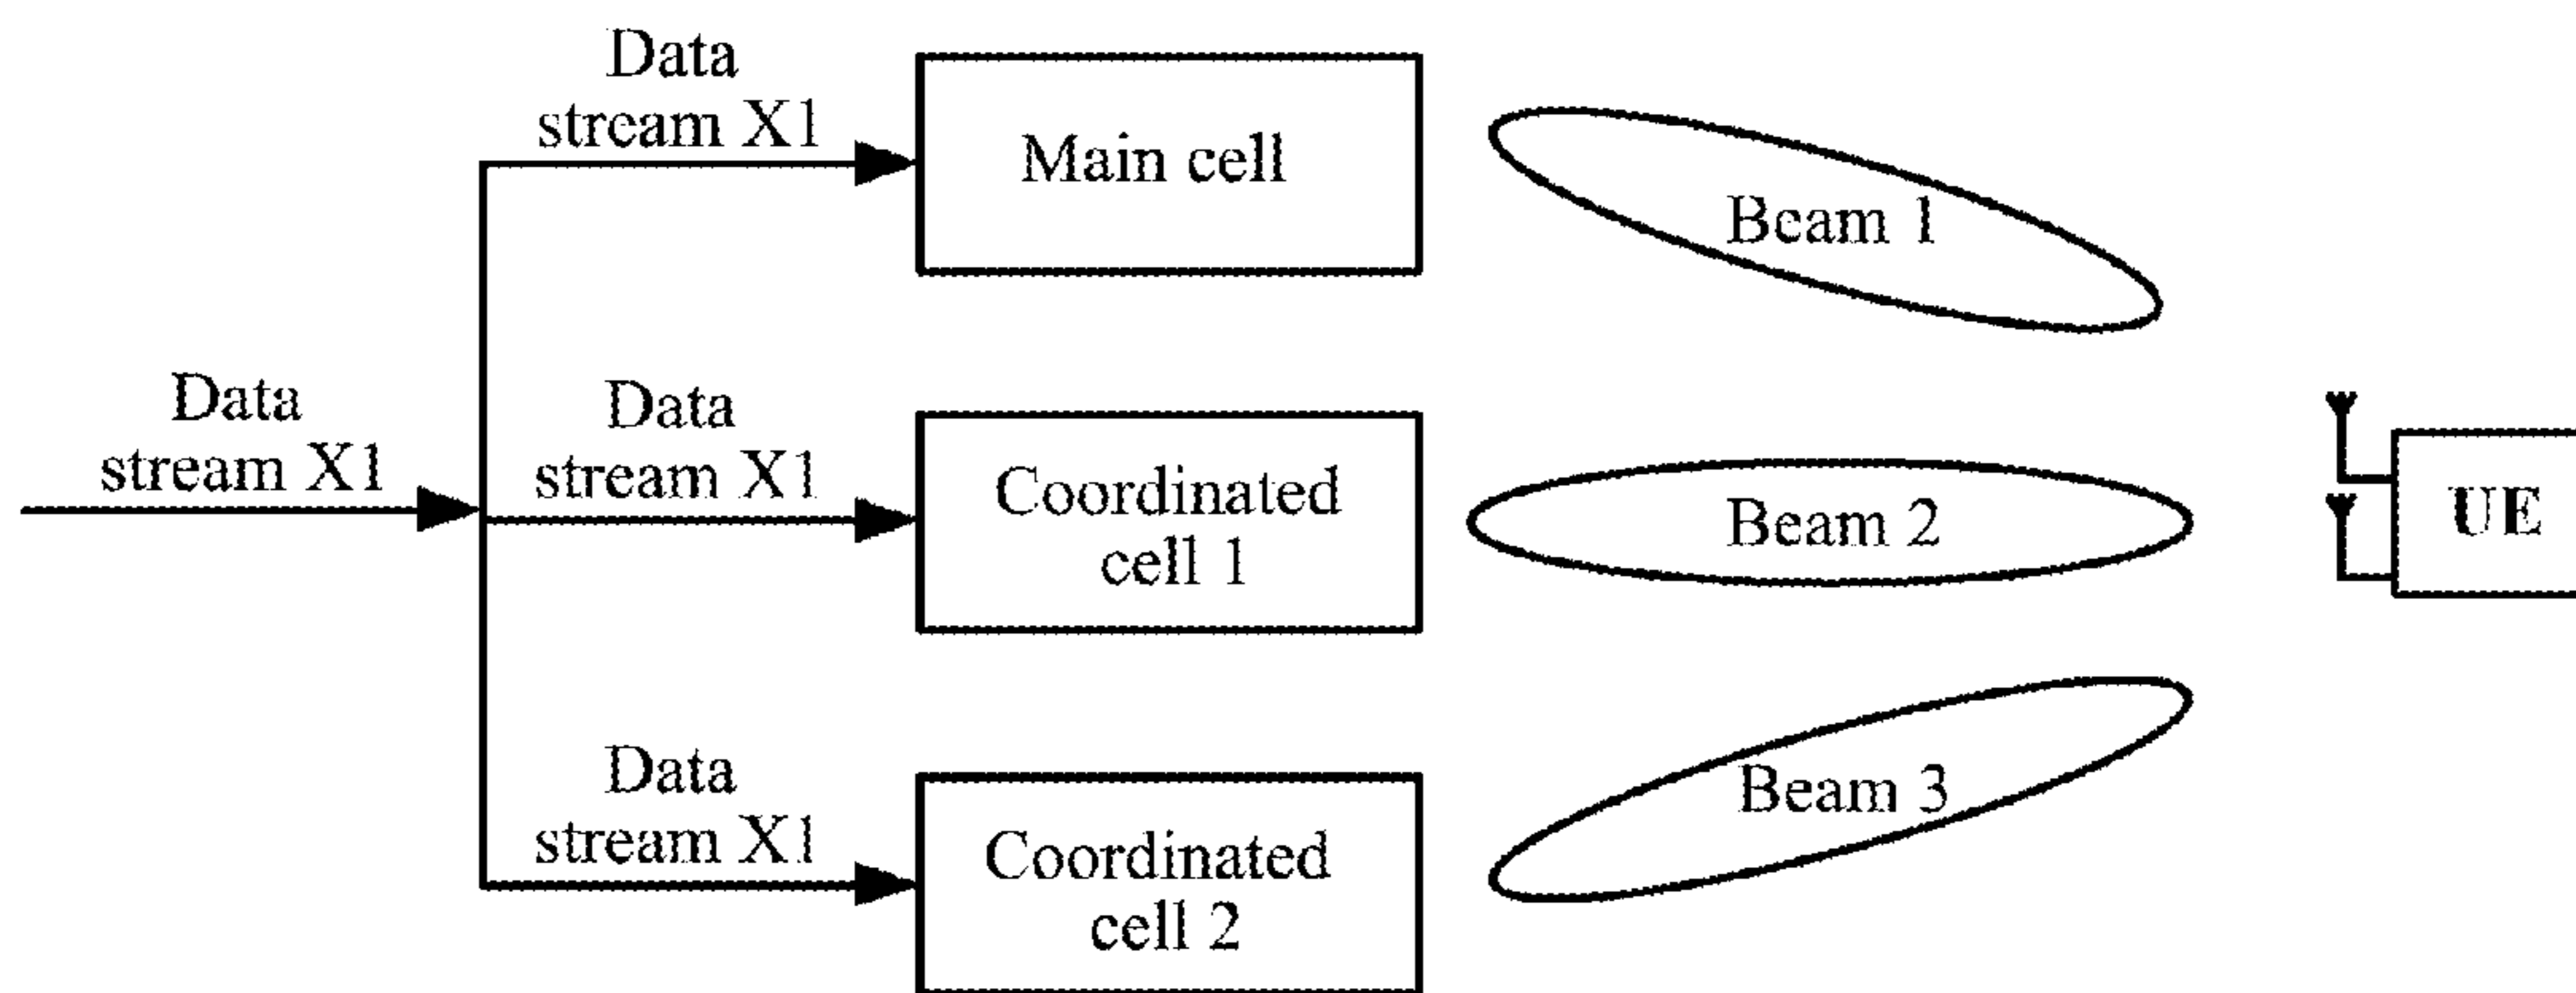 Data
stream X1
Main cell
Beam 1
Data
stream X1
Data
stream X1
Coordinated
cell 1
Beam 2
UE
Data
stream X1
Coordinated
cell 2
Beam 3